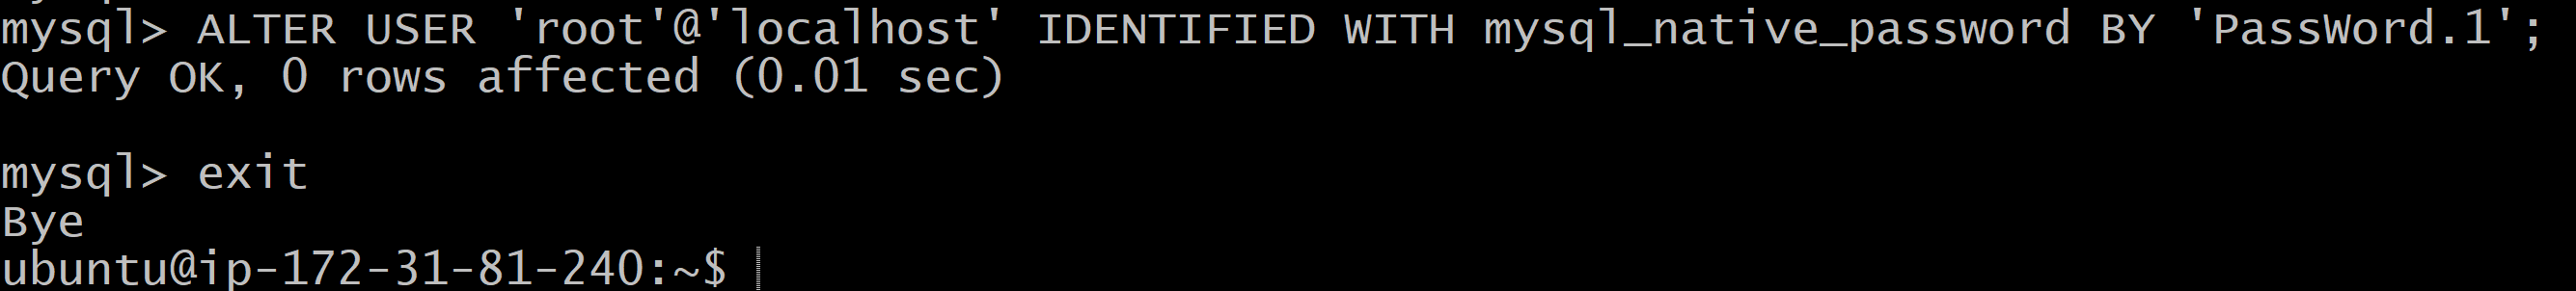 mysql> ALTER USER 'root'@'localhost' IDENTIFIED WITH mysql_native_password BY 'PassWord.1';
Query OK, 0 rows affected (0.01 sec)
mysql> exit
Bye
ubuntu@ip-172-31-81-240:~$